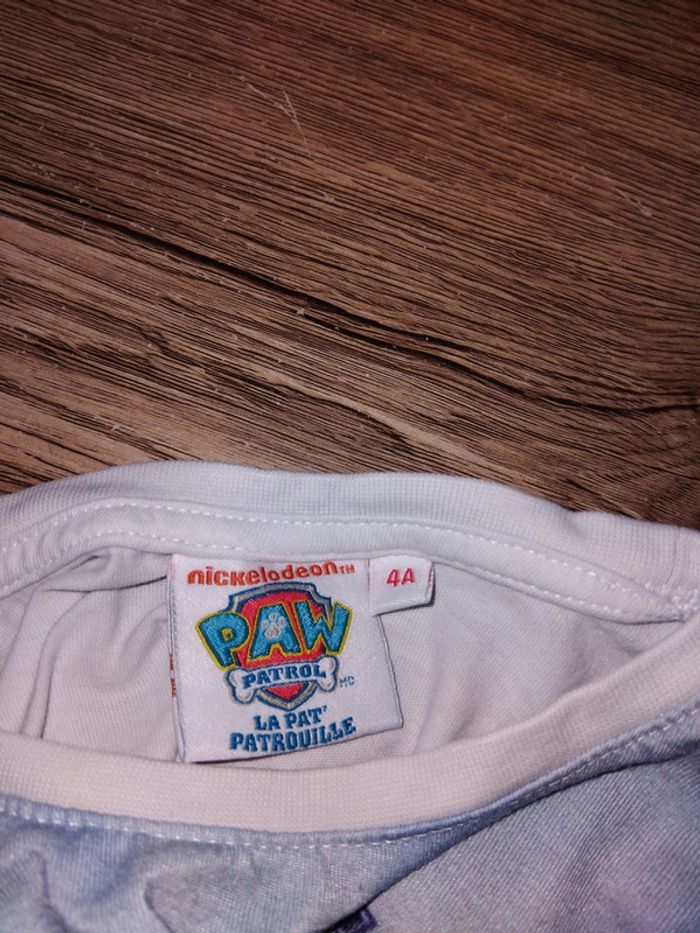 nickelodeon™
4A
PAW
PATROL
MC
LA PAT'
PATROUILLE